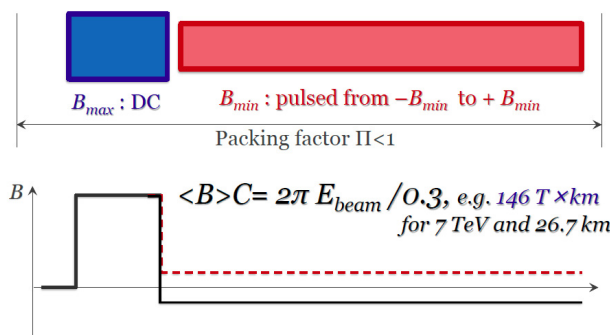 B_max : DC
B_min : pulsed from −B_min to + B_min
Packing factor Π<1
B
<B>C= 2π E_beam /0.3, e.g. 146 T×km
for 7 TeV and 26.7 km